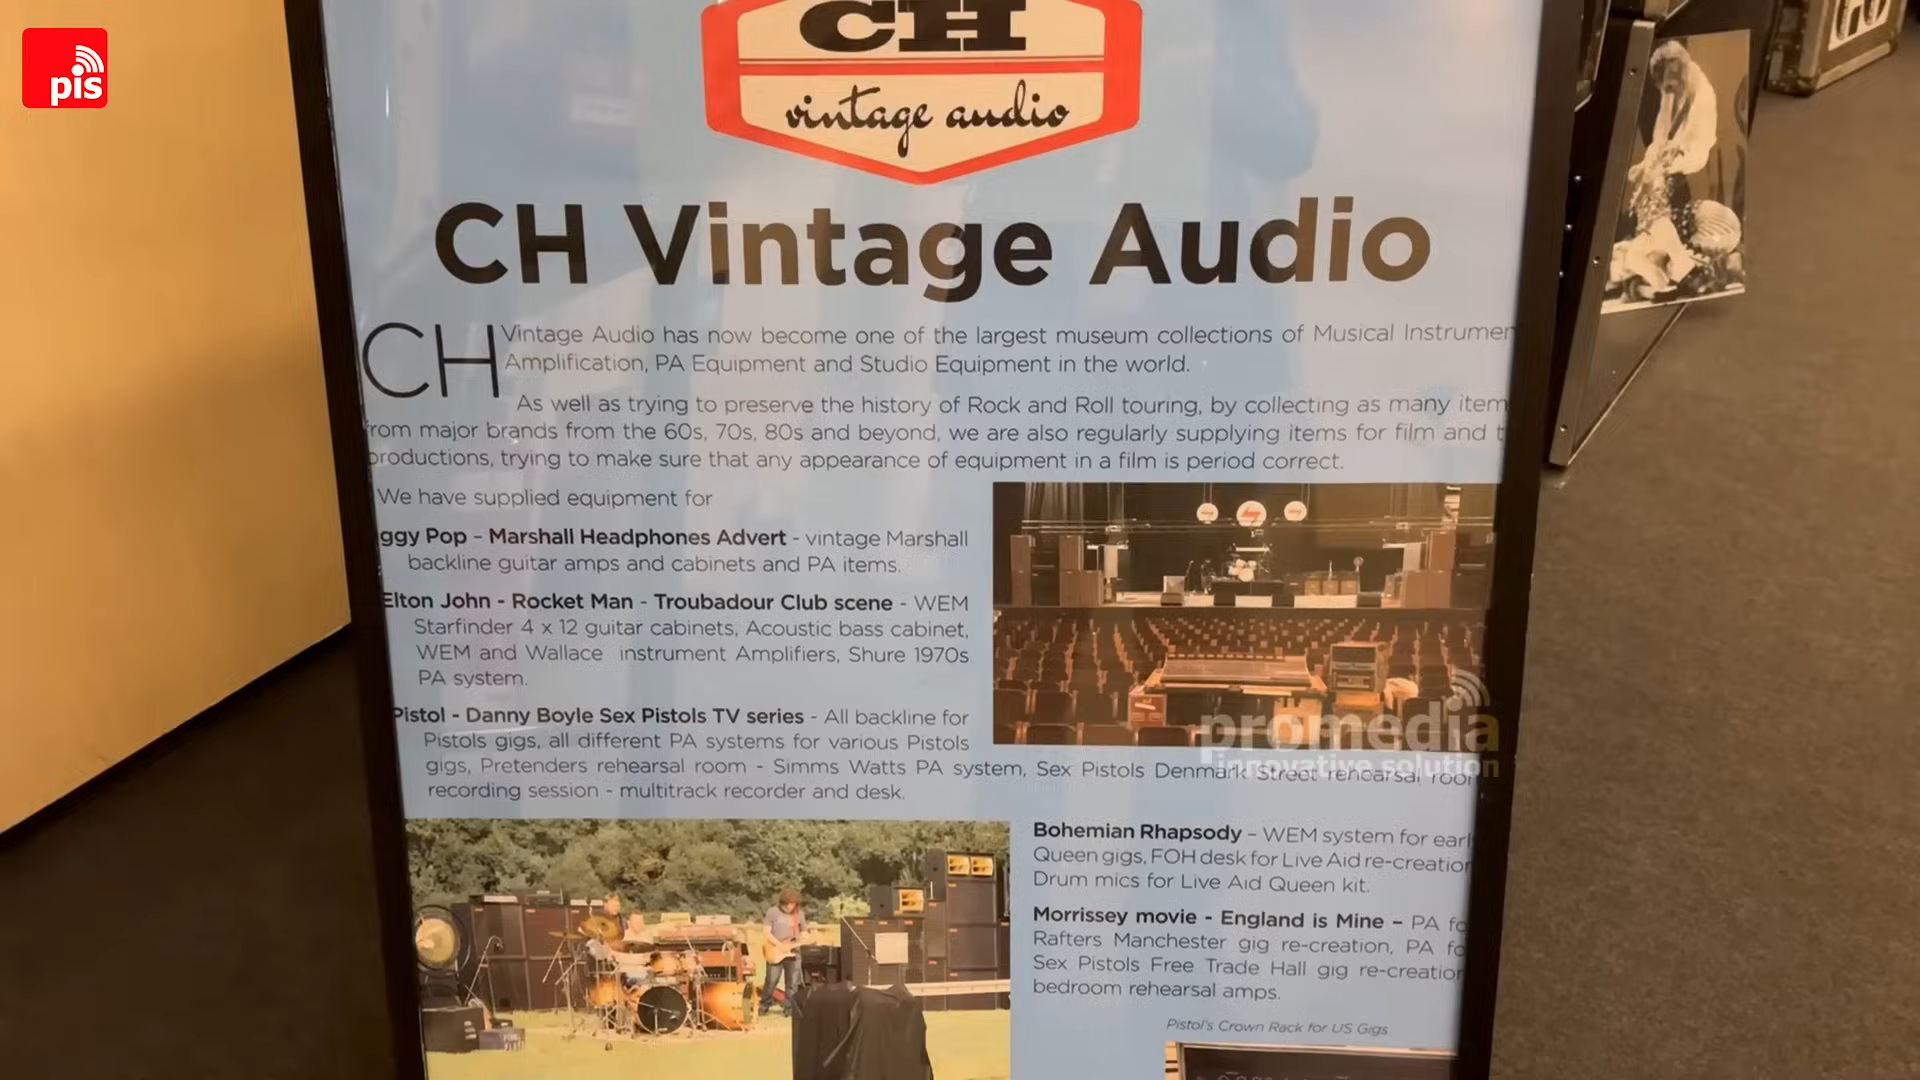 pis
CH
vintage audio
CH Vintage Audio
CH Vintage Audio has now become one of the largest museum collections of Musical Instrumen
Amplification, PA Equipment and Studio Equipment in the world.
As well as trying to preserve the history of Rock and Roll touring, by collecting as many item
from major brands from the 60s, 70s, 80s and beyond, we are also regularly supplying items for film and t
productions, trying to make sure that any appearance of equipment in a film is period correct.
We have supplied equipment for
ggy Pop – Marshall Headphones Advert - vintage Marshall
backline guitar amps and cabinets and PA items.
Elton John - Rocket Man - Troubadour Club scene - WEM
Starfinder 4 x 12 guitar cabinets, Acoustic bass cabinet,
WEM and Wallace instrument Amplifiers, Shure 1970s
PA system.
Pistol - Danny Boyle Sex Pistols TV series - All backline for
Pistols gigs, all different PA systems for various Pistols
gigs, Pretenders rehearsal room - Simms Watts PA system, Sex Pistols Denmark Street rehearsal room
recording session - multitrack recorder and desk.
promedia
innovative solution
Bohemian Rhapsody – WEM system for earl
Queen gigs, FOH desk for Live Aid re-creation
Drum mics for Live Aid Queen kit.
Morrissey movie - England is Mine – PA fo
Rafters Manchester gig re-creation, PA fo
Sex Pistols Free Trade Hall gig re-creation
bedroom rehearsal amps.
Pistol's Crown Rack for US Gigs